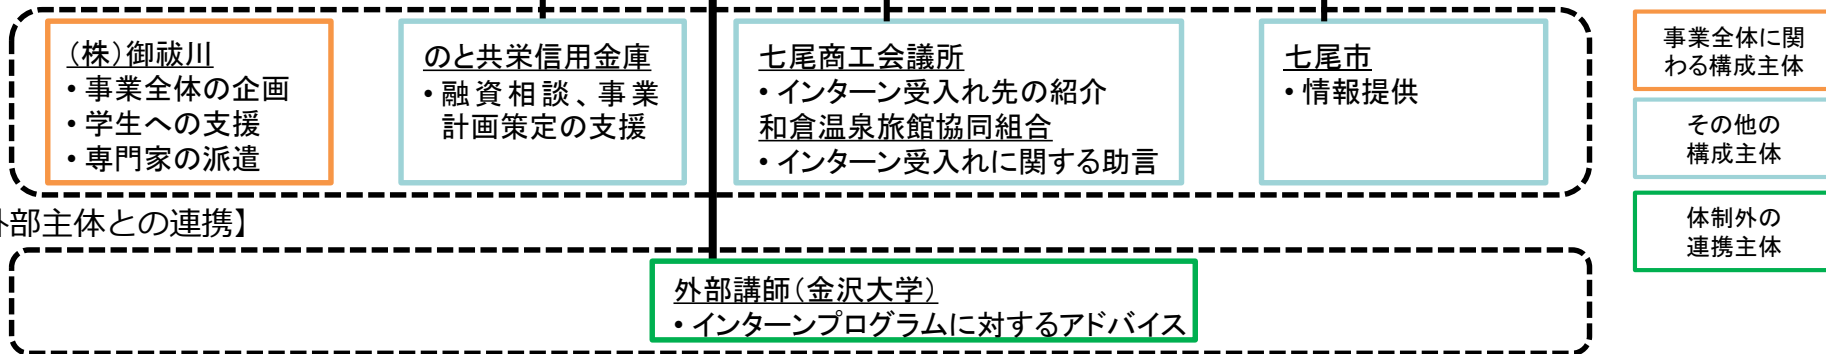 (株)御祓川
• 事業全体の企画
• 学生への支援
• 専門家の派遣
のと共栄信用金庫
• 融資相談、事業
計画策定の支援
七尾商工会議所
• インターン受入れ先の紹介
和倉温泉旅館協同組合
• インターン受入れに関する助言
七尾市
• 情報提供
事業全体に関
わる構成主体
その他の
構成主体
体制外の
連携主体
部主体との連携】
外部講師(金沢大学)
• インターンプログラムに対するアドバイス